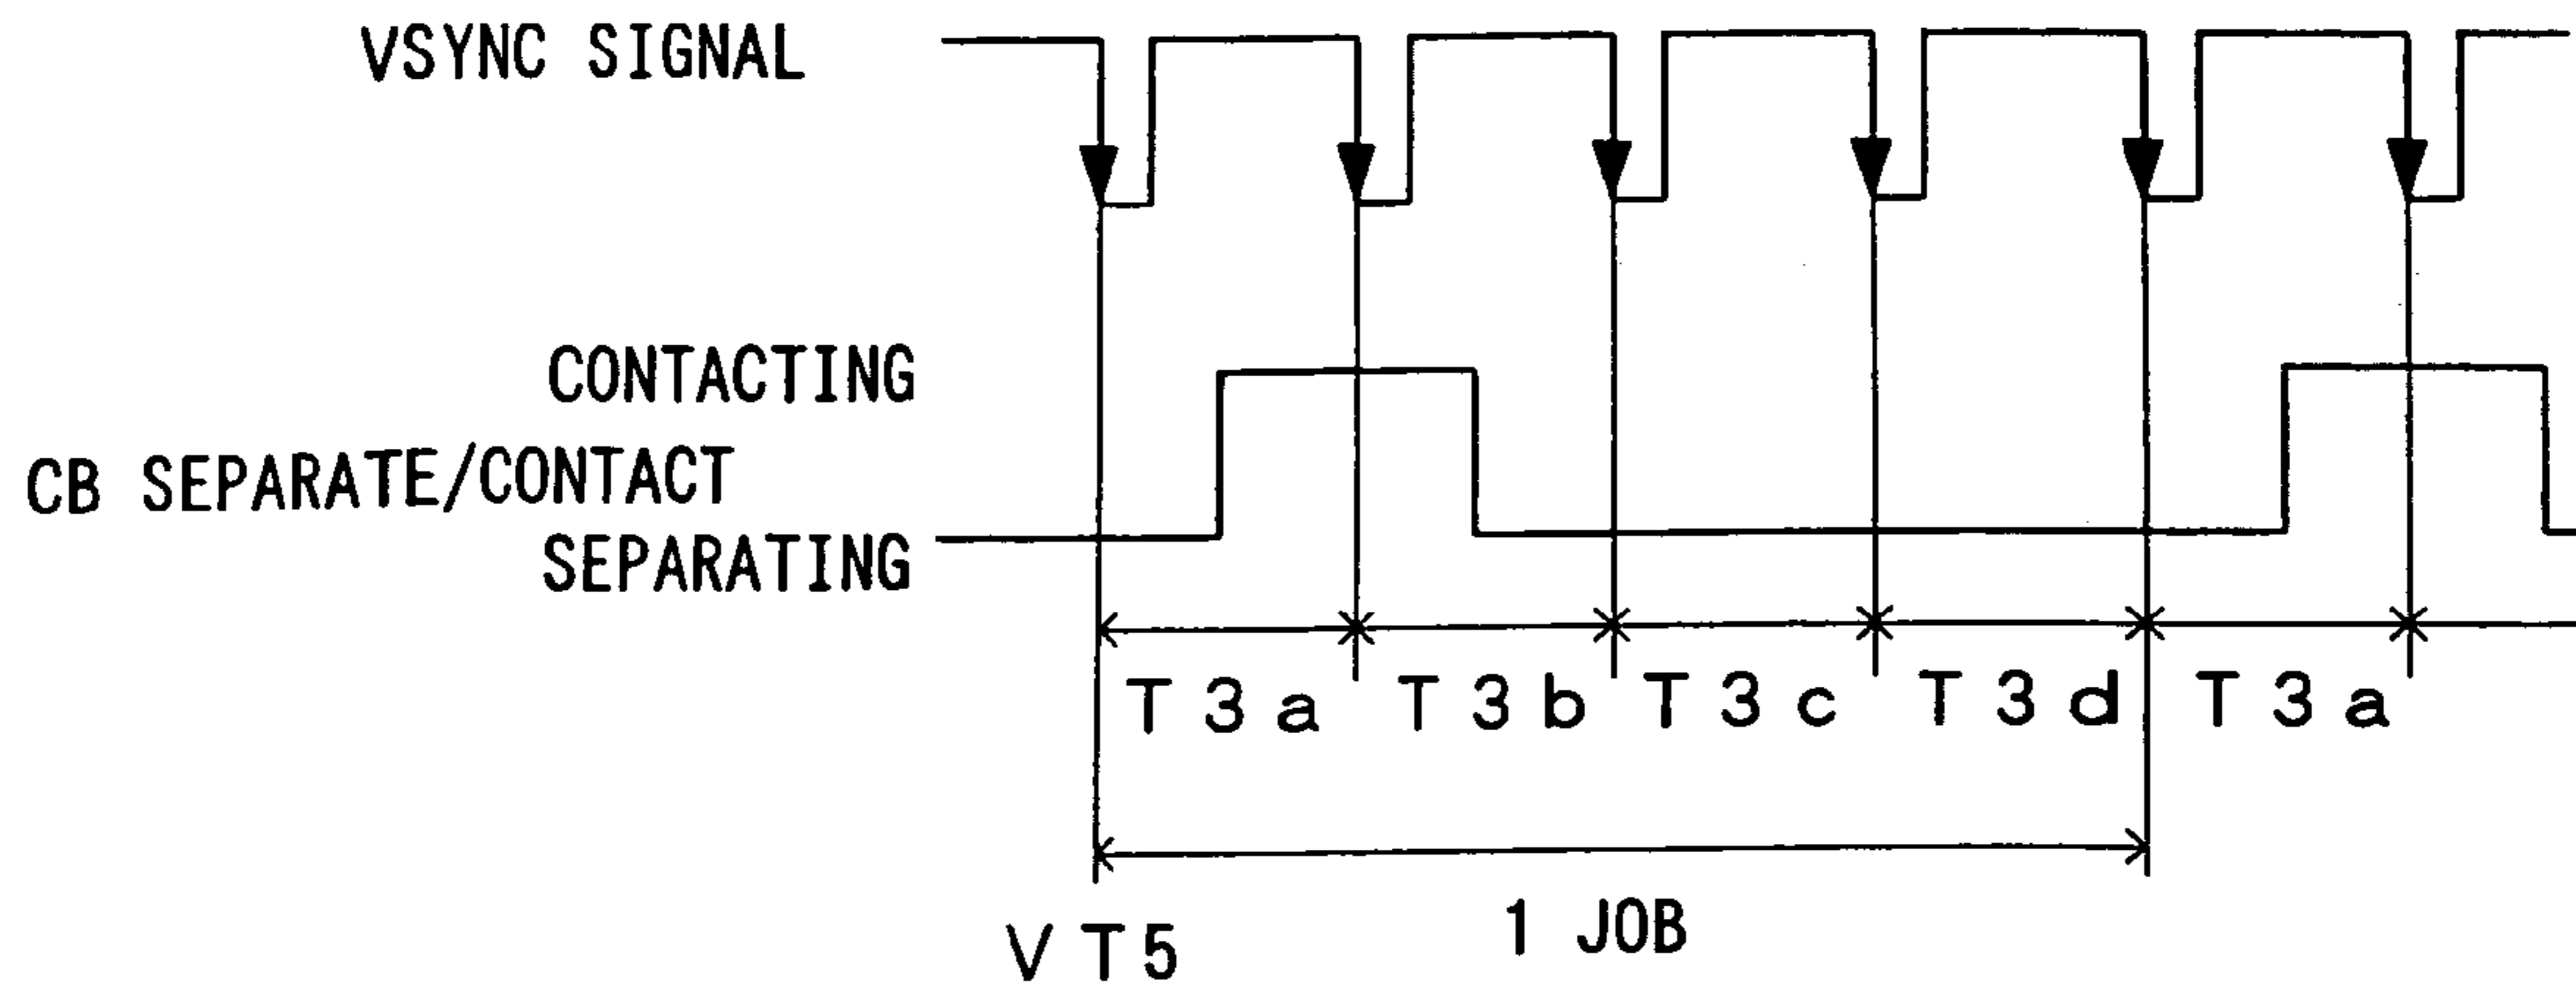 VSYNC SIGNAL
CONTACTING
CB SEPARATE/CONTACT
SEPARATING
T3a T3b T3c T3d T3a
1 JOB
VT5